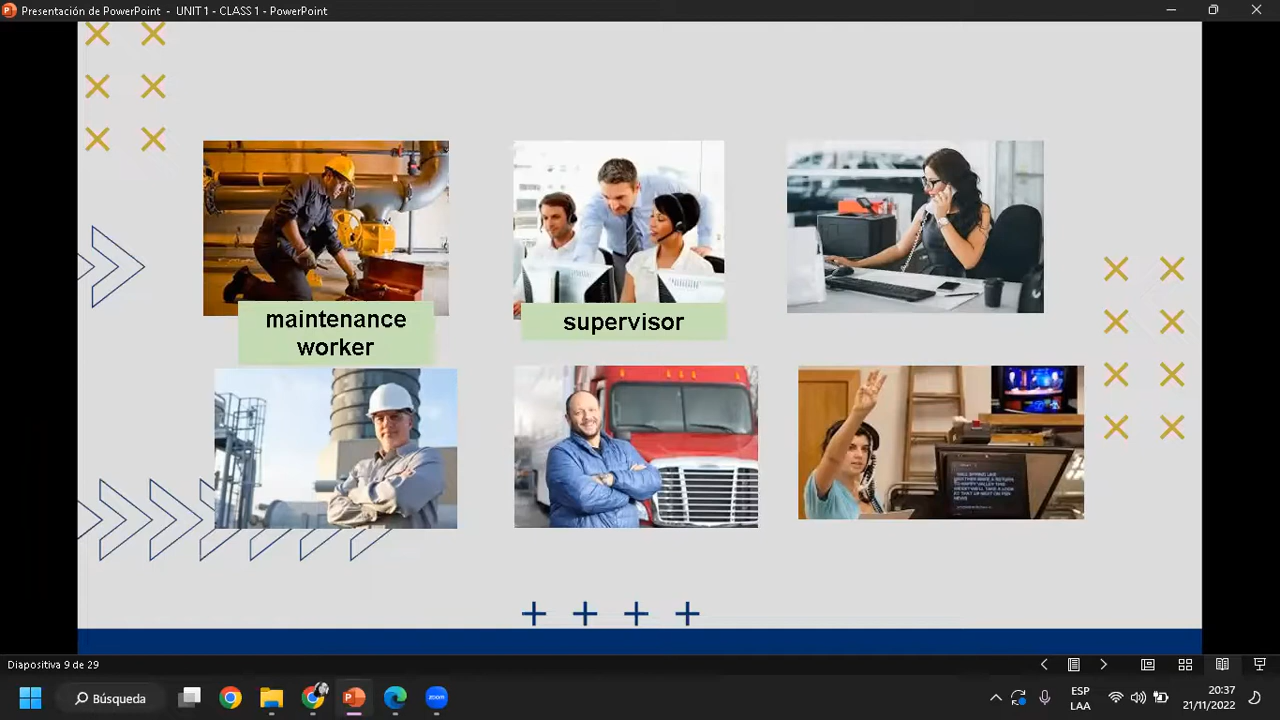 Presentación de PowerPoint - UNIT 1 - CLASS 1 - PowerPoint
maintenance
worker
supervisor
Diapositiva 9 de 29
Búsqueda
zoom
ESP
LAA
20:37
21/11/2022